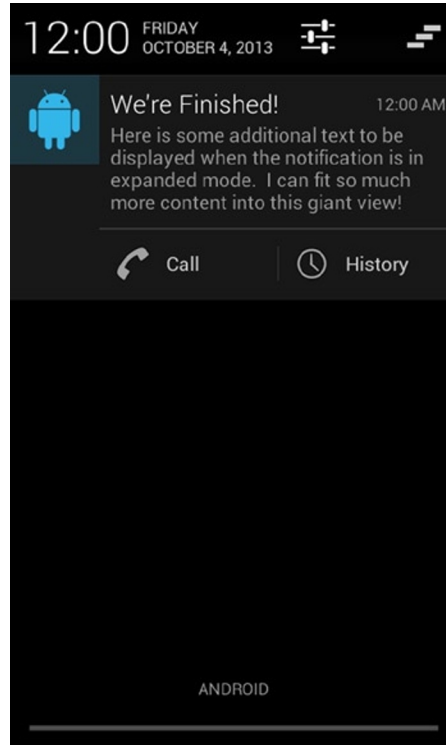 12:00 FRIDAY
OCTOBER 4, 2013
We're Finished! 12:00 AM
Here is some additional text to be
displayed when the notification is in
expanded mode.  I can fit so much
more content into this giant view!
Call History
ANDROID